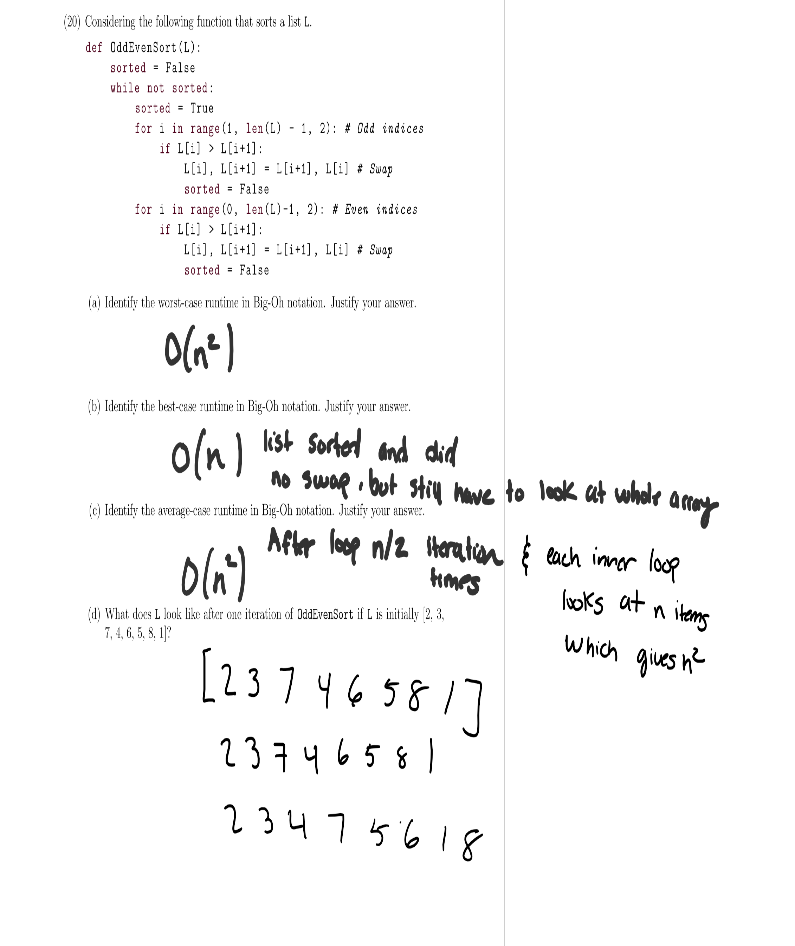 (20) Considering the following function that sorts a list L.
def OddEvenSort(L):
sorted = False
while not sorted:
sorted = True
for i in range(1, len(L) - 1, 2): # Odd indices
if L[i] > L[i+1]:
L[i], L[i+1] = L[i+1], L[i] # Swap
sorted = False
for i in range(0, len(L)-1, 2): # Even indices
if L[i] > L[i+1]:
L[i], L[i+1] = L[i+1], L[i] # Swap
sorted = False
(a) Identify the worst-case runtime in Big-Oh notation. Justify your answer.
O(n²)
(b) Identify the best-case runtime in Big-Oh notation. Justify your answer.
O(n) list sorted and did
no swap, but still have to look at whole array
(c) Identify the average-case runtime in Big-Oh notation. Justify your answer.
O(n²) After loop n/2 iteration
times
& each inner loop
looks at n items
which gives n²
(d) What does L look like after one iteration of OddEvenSort if L is initially [2, 3,
7, 4, 6, 5, 8, 1]?
[2 3 7 4 6 5 8 1]
2 3 7 4 6 5 8 1
2 3 4 7 5 6 1 8